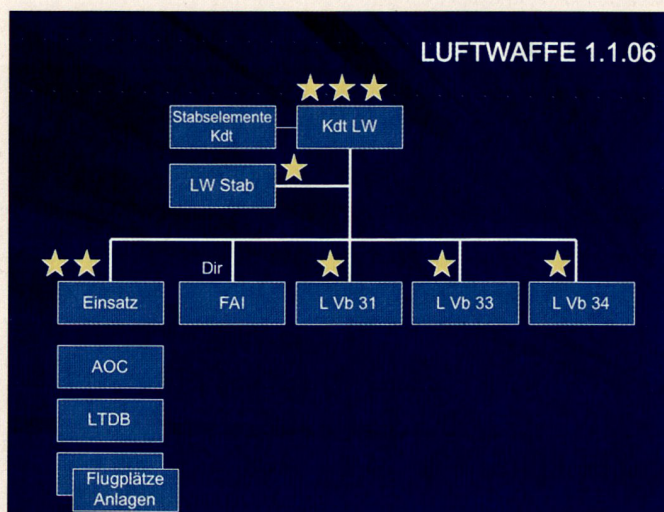 LUFTWAFFE 1.1.06
Stabselemente
Kdt
Kdt LW
LW Stab
Dir
Einsatz
FAI
L Vb 31
L Vb 33
L Vb 34
AOC
LTDB
Flugplätze
Anlagen